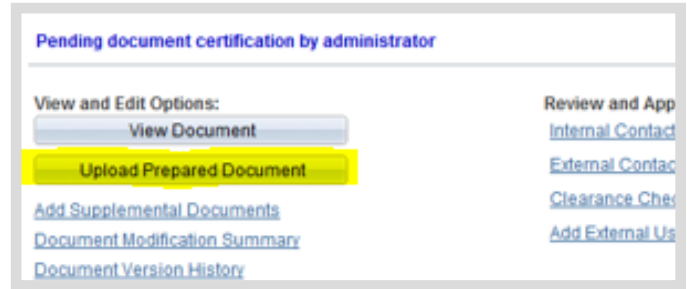 Pending document certification by administrator
View and Edit Options:
View Document
Upload Prepared Document
Add Supplemental Documents
Document Modification Summary
Document Version History
Review and App
Internal Contact
External Contac
Clearance Chec
Add External Us